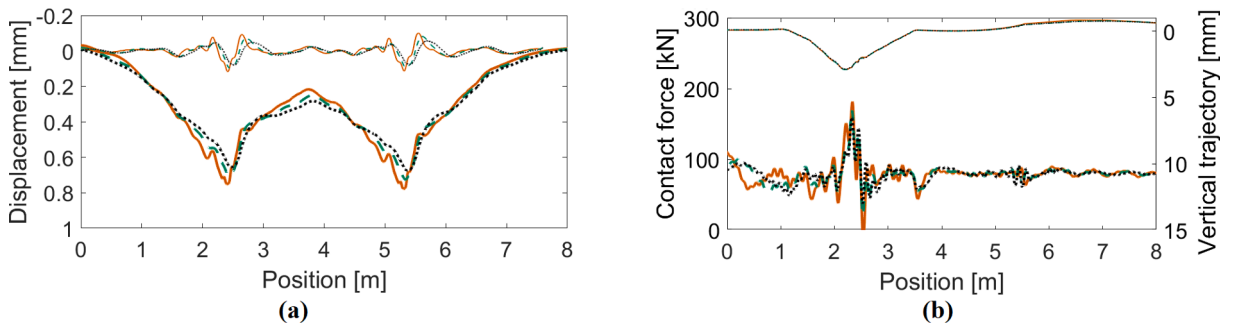 -0.2
0
0.2
0.4
0.6
0.8
1
Displacement [mm]
0 1 2 3 4 5 6 7 8
Position [m]
(a)
300
200
100
0
Contact force [kN]
0
5
10
15
Vertical trajectory [mm]
0 1 2 3 4 5 6 7 8
Position [m]
(b)